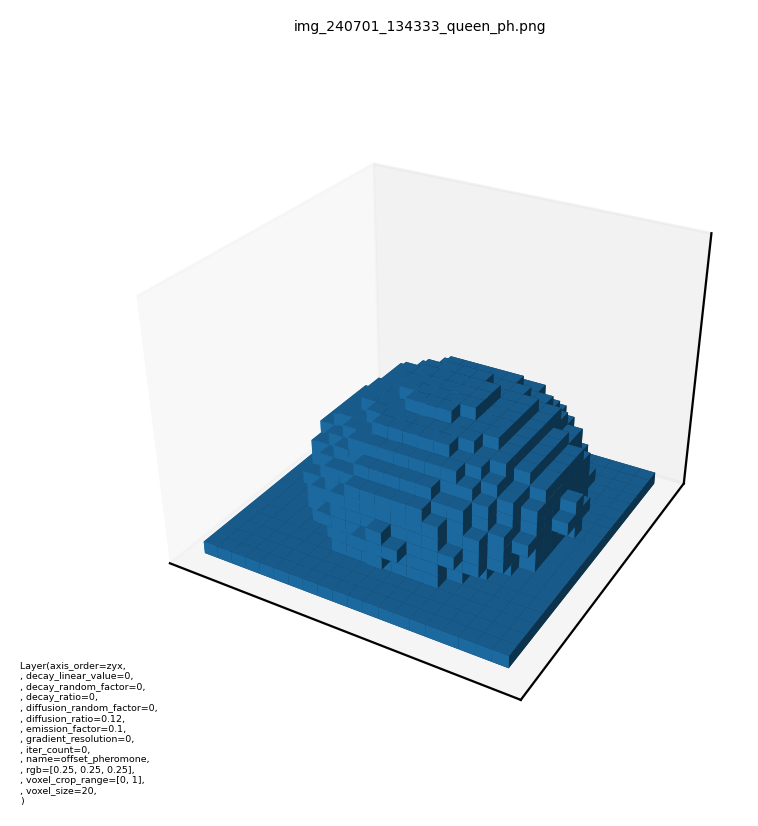 img_240701_134333_queen_ph.png
Layer(axis_order=zyx,
, decay_linear_value=0,
, decay_random_factor=0,
, decay_ratio=0,
, diffusion_random_factor=0,
, diffusion_ratio=0.12,
, emission_factor=0.1,
, gradient_resolution=0,
, iter_count=0,
, name=offset_pheromone,
, rgb=[0.25, 0.25, 0.25],
, voxel_crop_range=[0, 1],
, voxel_size=20,
)